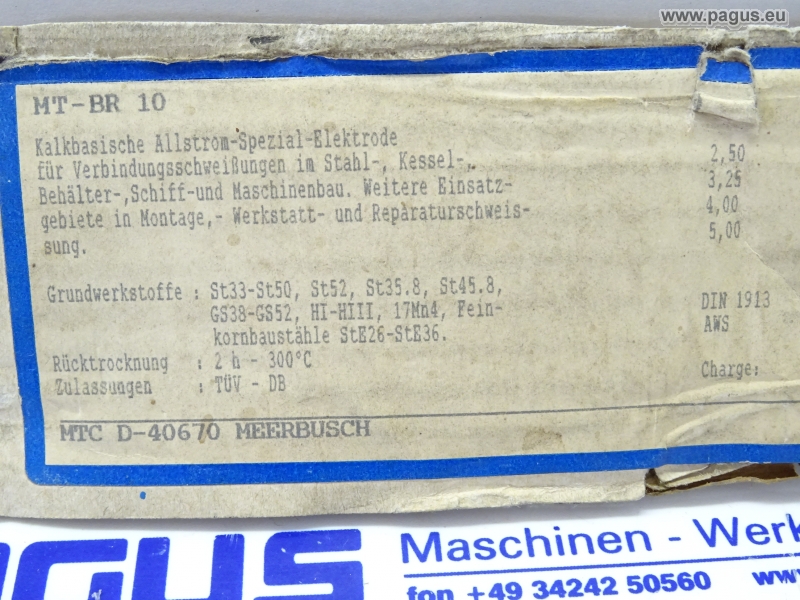 www.pagus.eu
MT-BR 10
Kalkbasische Allstrom-Spezial-Elektrode
für Verbindungsschweißungen im Stahl-, Kessel-,
Behälter-,Schiff-und Maschinenbau. Weitere Einsatz-
gebiete in Montage,- Werkstatt- und Reparaturschweis-
sung.
2,50
3,25
4,00
5,00
Grundwerkstoffe : St33-St50, St52, St35.8, St45.8,
GS38-GS52, HI-HIII, 17Mn4, Fein-
kornbaustähle StE26-StE36.
Rücktrocknung : 2 h - 300°C
Zulassungen : TÜV - DB
DIN 1913
AWS
Charge:
MTC D-40670 MEERBUSCH
PAGUS
Maschinen - Werk
fon +49 34242 50560 www.